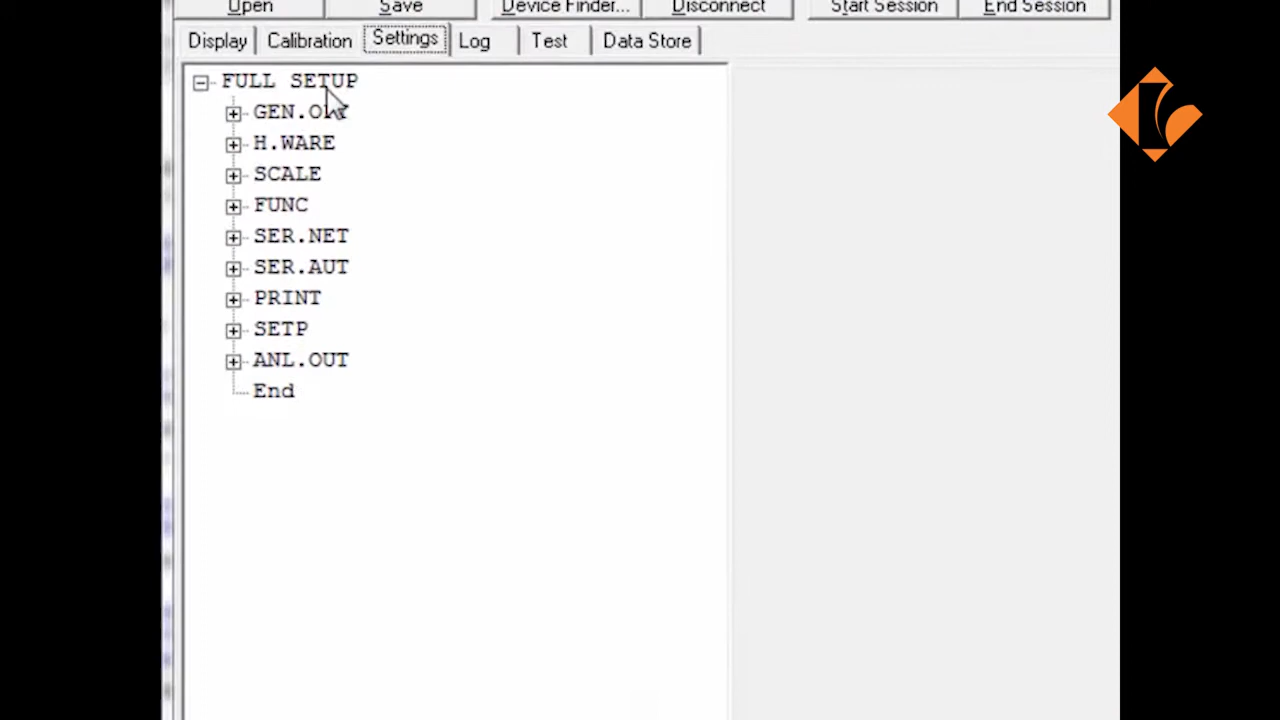 Open Save Device Finder... Disconnect Start Session End Session
Display Calibration Settings Log Test Data Store
FULL SETUP
H.WARE
SCALE
FUNC
SER.NET
SER.AUT
PRINT
SETP
ANL.OUT
End